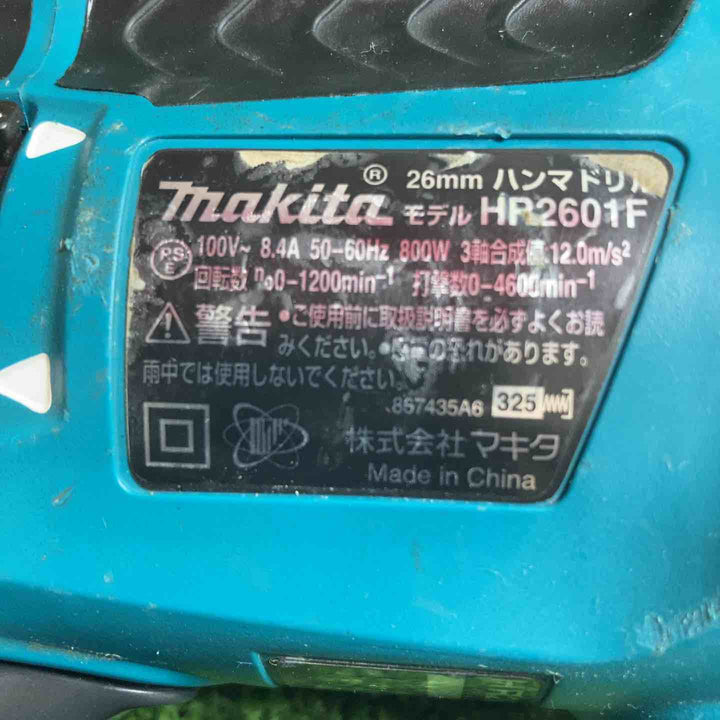 makita® 26mm ハンマドリル
モデル HR2601F
PS
E
100V~ 8.4A 50-60Hz 800W 3軸合成値12.0m/s²
回転数 n₀0-1200min⁻¹ 打撃数0-4600min⁻¹
警告 •ご使用前に取扱説明書を必ずよくお読
みください。 の恐れがあります。
雨中では使用しないでください。
857435A6 325
株式会社 マキタ
Made in China